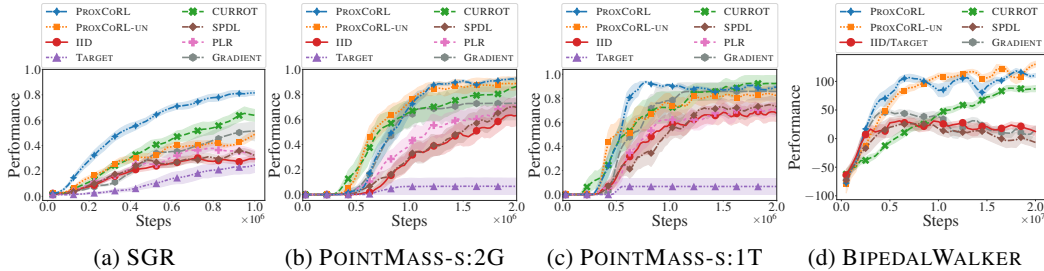 PROXCORL CURROT
PROXCORL-UN SPDL
IID PLR
TARGET GRADIENT
1.0
0.8
0.6
0.4
0.2
0.0
Performance
0.0 0.2 0.4 0.6 0.8 1.0
Steps ×10⁶
(a) SGR
PROXCORL CURROT
PROXCORL-UN SPDL
IID PLR
TARGET GRADIENT
1.0
0.8
0.6
0.4
0.2
0.0
Performance
0.0 0.5 1.0 1.5 2.0
Steps ×10⁶
(b) POINTMASS-S:2G
PROXCORL CURROT
PROXCORL-UN SPDL
IID PLR
TARGET GRADIENT
1.0
0.8
0.6
0.4
0.2
0.0
Performance
0.0 0.5 1.0 1.5 2.0
Steps ×10⁶
(c) POINTMASS-S:1T
PROXCORL CURROT
PROXCORL-UN SPDL
IID/TARGET GRADIENT
100
50
0
−50
−100
Performance
0.0 0.5 1.0 1.5 2.0
Steps ×10⁷
(d) BIPEDALWALKER